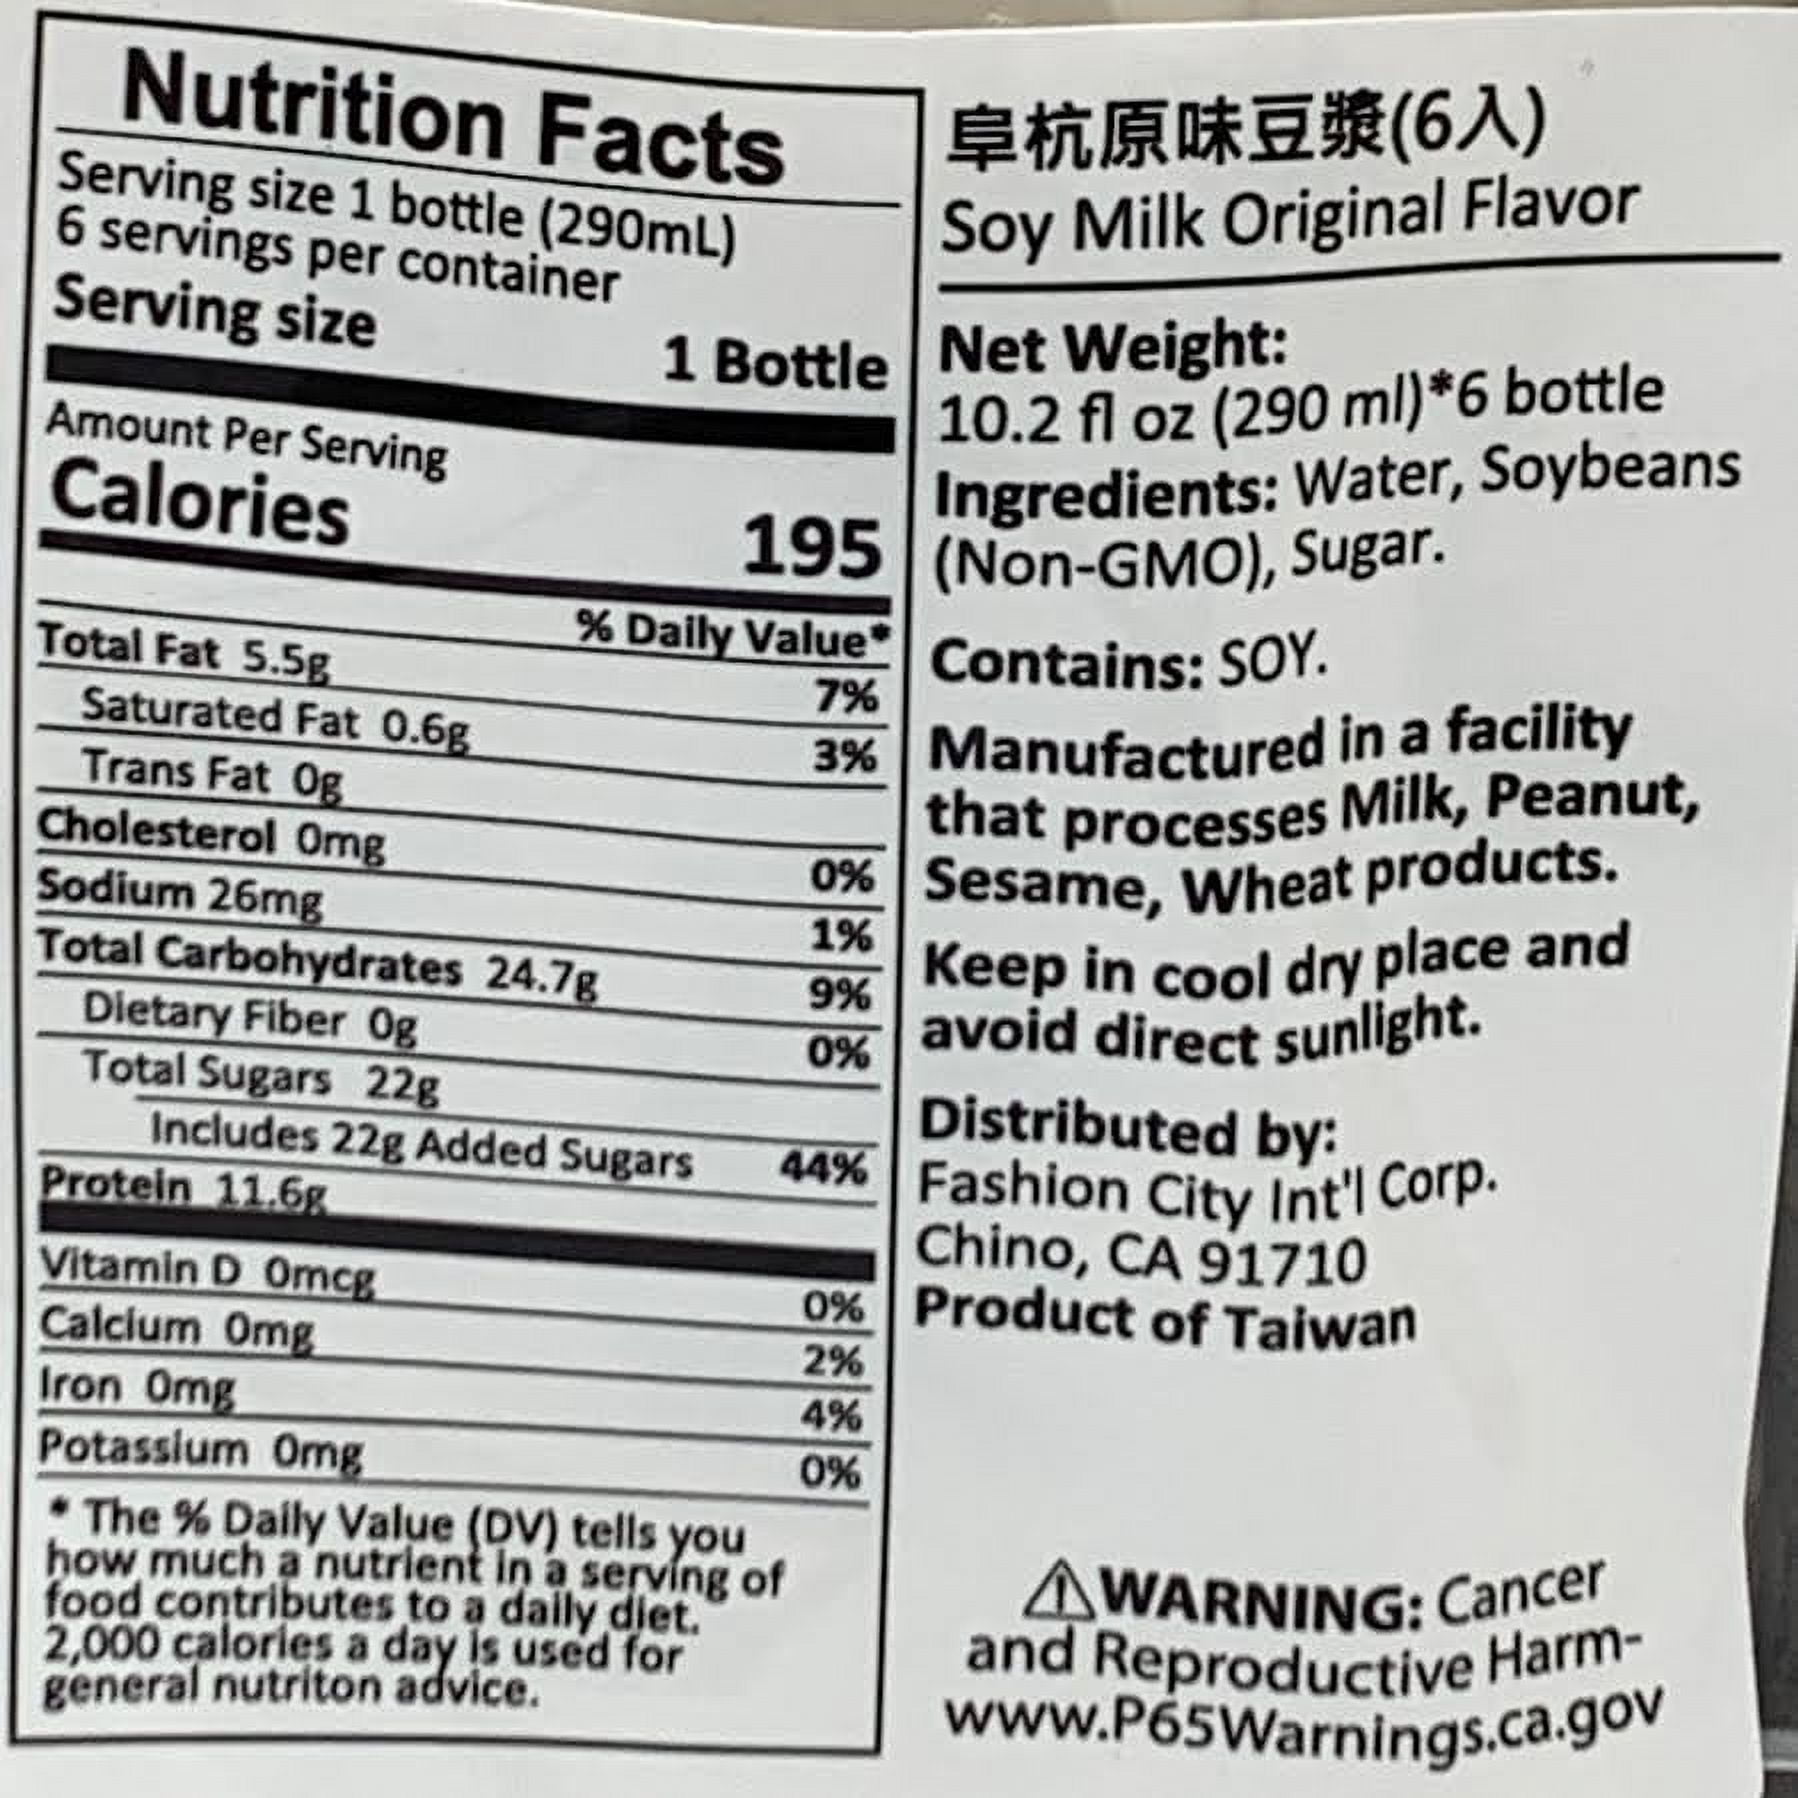 Nutrition Facts
Serving size 1 bottle (290mL)
6 servings per container
Serving size 1 Bottle
Amount Per Serving
Calories 195
% Daily Value*
Total Fat 5.5g 7%
Saturated Fat 0.6g 3%
Trans Fat 0g
Cholesterol 0mg 0%
Sodium 26mg 1%
Total Carbohydrates 24.7g 9%
Dietary Fiber 0g 0%
Total Sugars 22g
Includes 22g Added Sugars 44%
Protein 11.6g
Vitamin D 0mcg 0%
Calcium 0mg 2%
Iron 0mg 4%
Potassium 0mg 0%
* The % Daily Value (DV) tells you
how much a nutrient in a serving of
food contributes to a daily diet.
2,000 calories a day is used for
general nutriton advice.
阜杭原味豆漿(6入)
Soy Milk Original Flavor
Net Weight:
10.2 fl oz (290 ml)*6 bottle
Ingredients: Water, Soybeans
(Non-GMO), Sugar.
Contains: SOY.
Manufactured in a facility
that processes Milk, Peanut,
Sesame, Wheat products.
Keep in cool dry place and
avoid direct sunlight.
Distributed by:
Fashion City Int'l Corp.
Chino, CA 91710
Product of Taiwan
⚠WARNING: Cancer
and Reproductive Harm-
www.P65Warnings.ca.gov